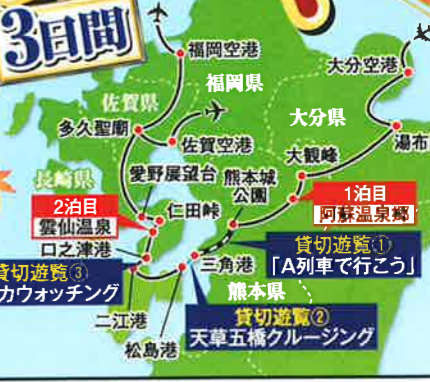 3日間
福岡空港
大分空港
福岡県
佐賀県
大分県
多久聖廟
佐賀空港
湯布
大観峰
長崎県
愛野展望台
熊本城
公園
2泊目
雲仙温泉
仁田峠
1泊目
阿蘇温泉郷
口之津港
貸切遊覧①
「A列車で行こう」
貸切遊覧③
カウォッチング
三角港
熊本県
二江港
貸切遊覧②
天草五橋クルージング
松島港